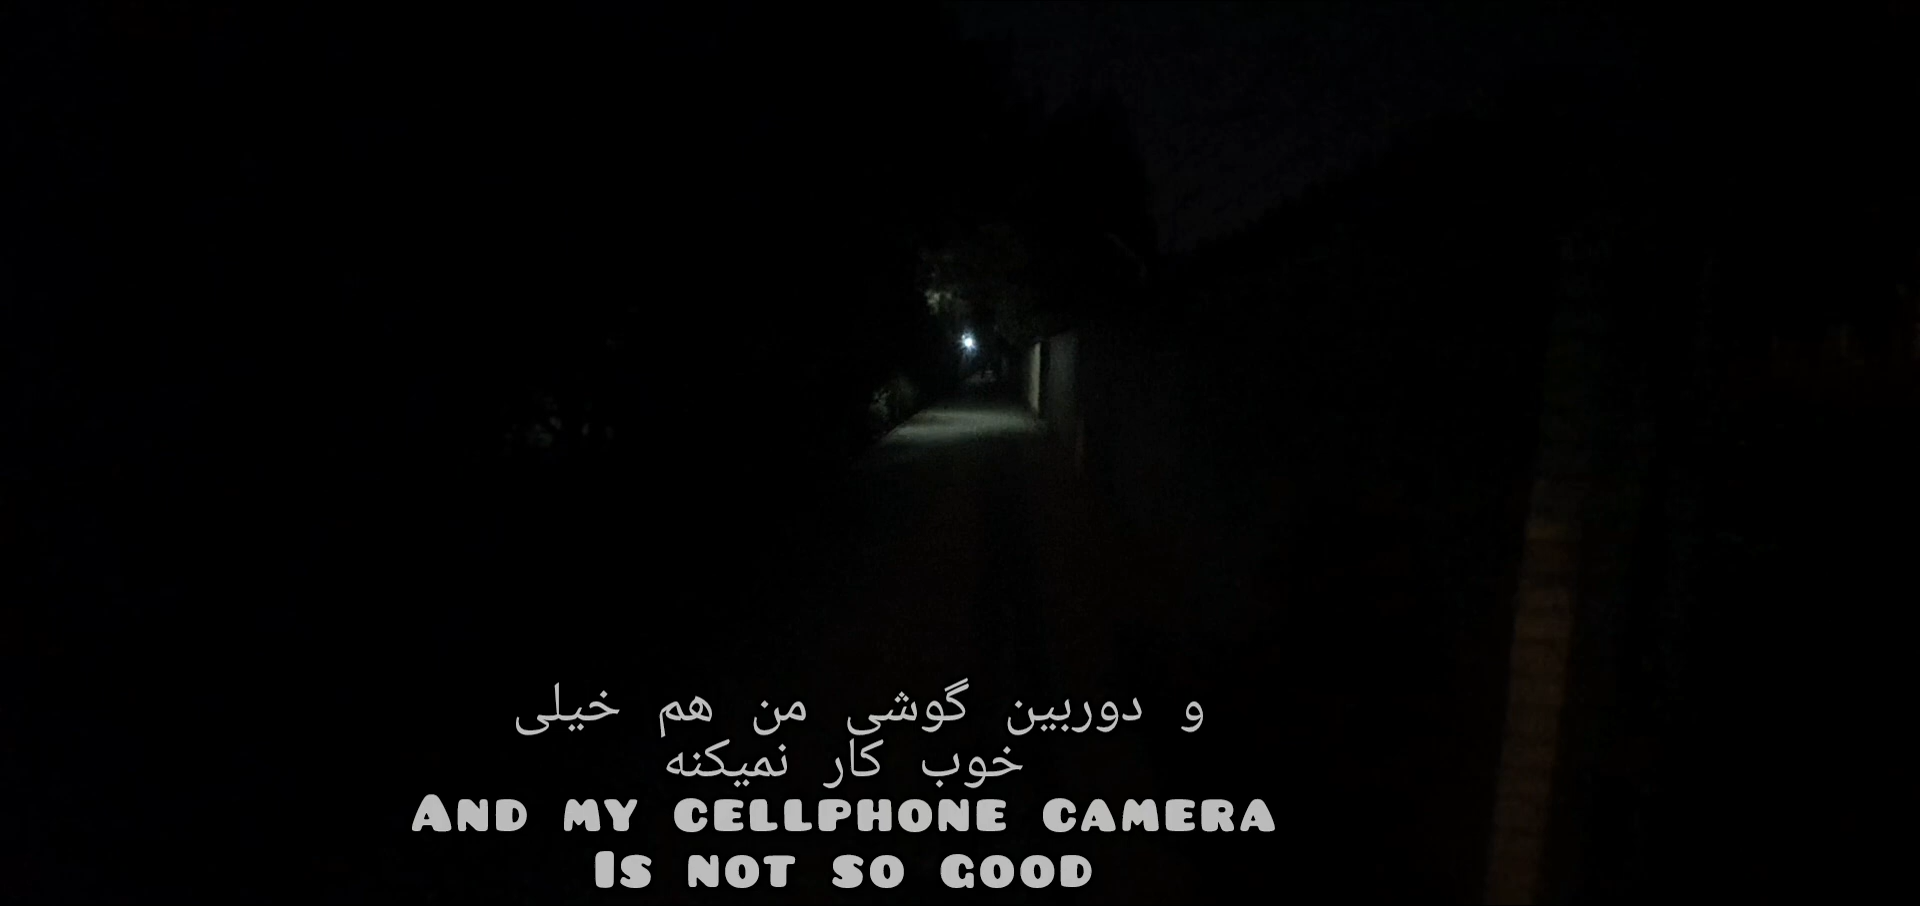 و دوربین گوشی من هم خیلی
خوب کار نمیکنه
And my cellphone camera
Is not so good